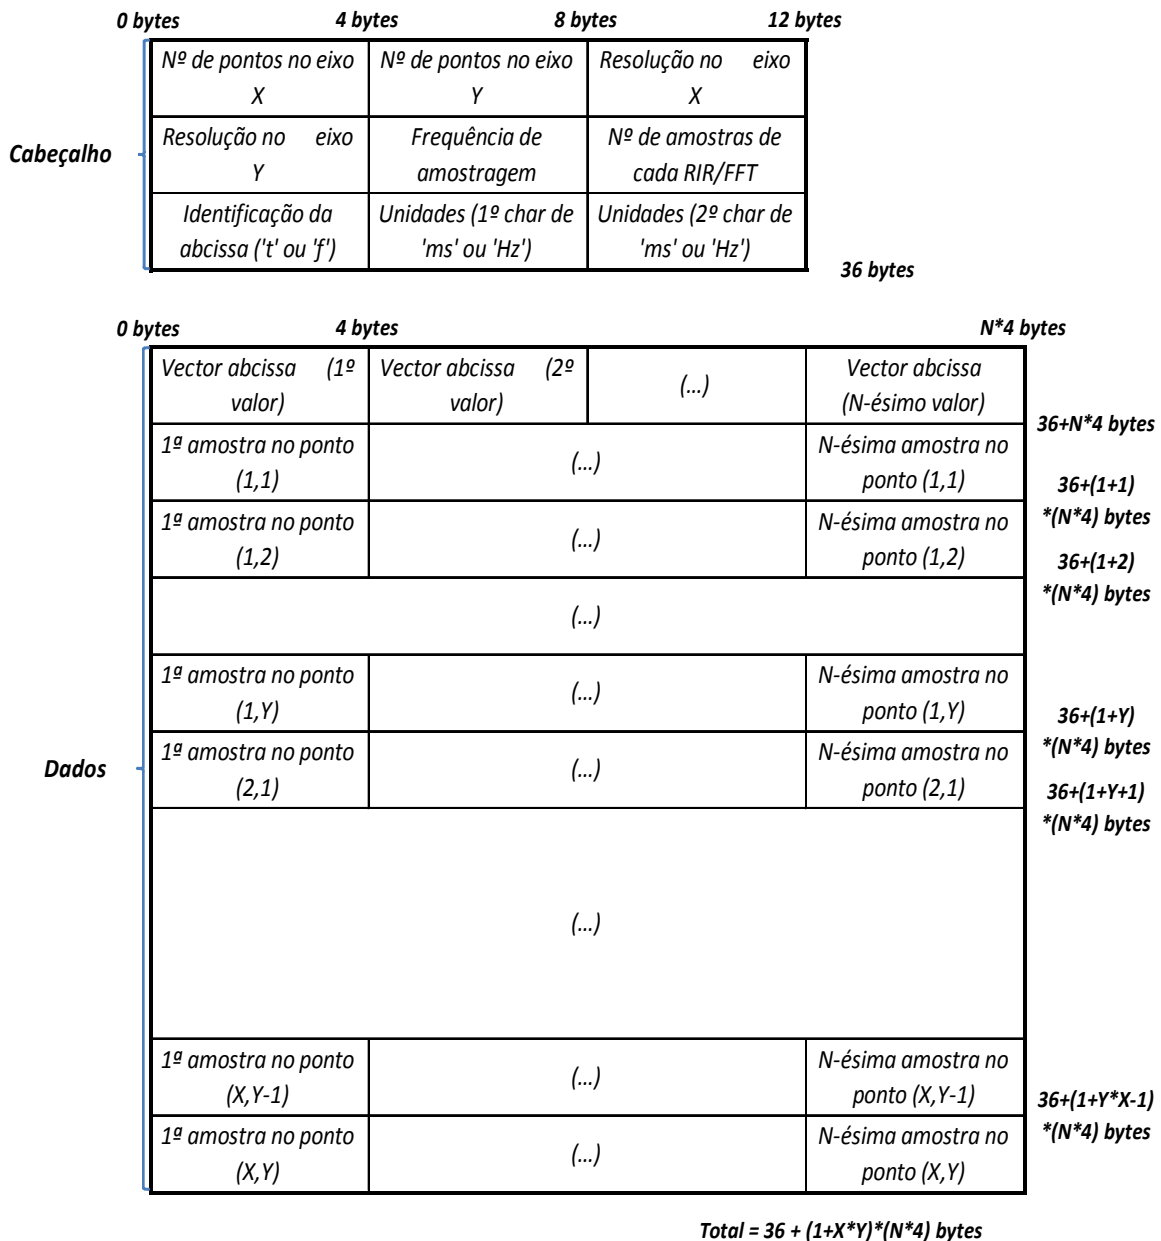 0 bytes 4 bytes 8 bytes 12 bytes
Nº de pontos no eixo Nº de pontos no eixo Resolução no eixo
X Y X
Cabeçalho
Resolução no eixo Frequência de Nº de amostras de
Y amostragem cada RIR/FFT
Identificação da Unidades (1º char de Unidades (2º char de
abcissa ('t' ou 'f') 'ms' ou 'Hz') 'ms' ou 'Hz')
36 bytes
0 bytes 4 bytes N*4 bytes
Vector abcissa (1º Vector abcissa (2º (...) Vector abcissa
valor) valor) (N-ésimo valor)
36+N*4 bytes
1ª amostra no ponto (...) N-ésima amostra no
(1,1) ponto (1,1)
36+(1+1)
*(N*4) bytes
1ª amostra no ponto (...) N-ésima amostra no
(1,2) ponto (1,2)
36+(1+2)
*(N*4) bytes
(...)
1ª amostra no ponto (...) N-ésima amostra no
(1,Y) ponto (1,Y)
36+(1+Y)
*(N*4) bytes
Dados
1ª amostra no ponto (...) N-ésima amostra no
(2,1) ponto (2,1)
36+(1+Y+1)
*(N*4) bytes
(...)
1ª amostra no ponto (...) N-ésima amostra no
(X,Y-1) ponto (X,Y-1)
36+(1+Y*X-1)
*(N*4) bytes
1ª amostra no ponto (...) N-ésima amostra no
(X,Y) ponto (X,Y)
Total = 36 + (1+X*Y)*(N*4) bytes